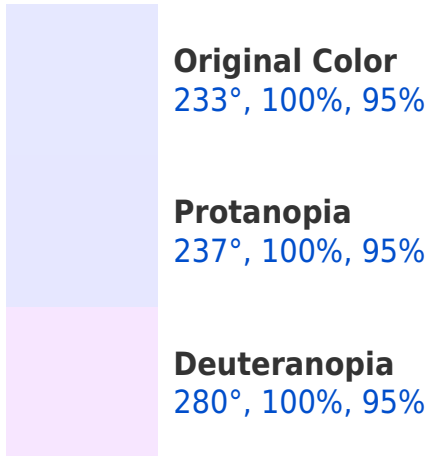 Original Color
233°, 100%, 95%
Protanopia
237°, 100%, 95%
Deuteranopia
280°, 100%, 95%